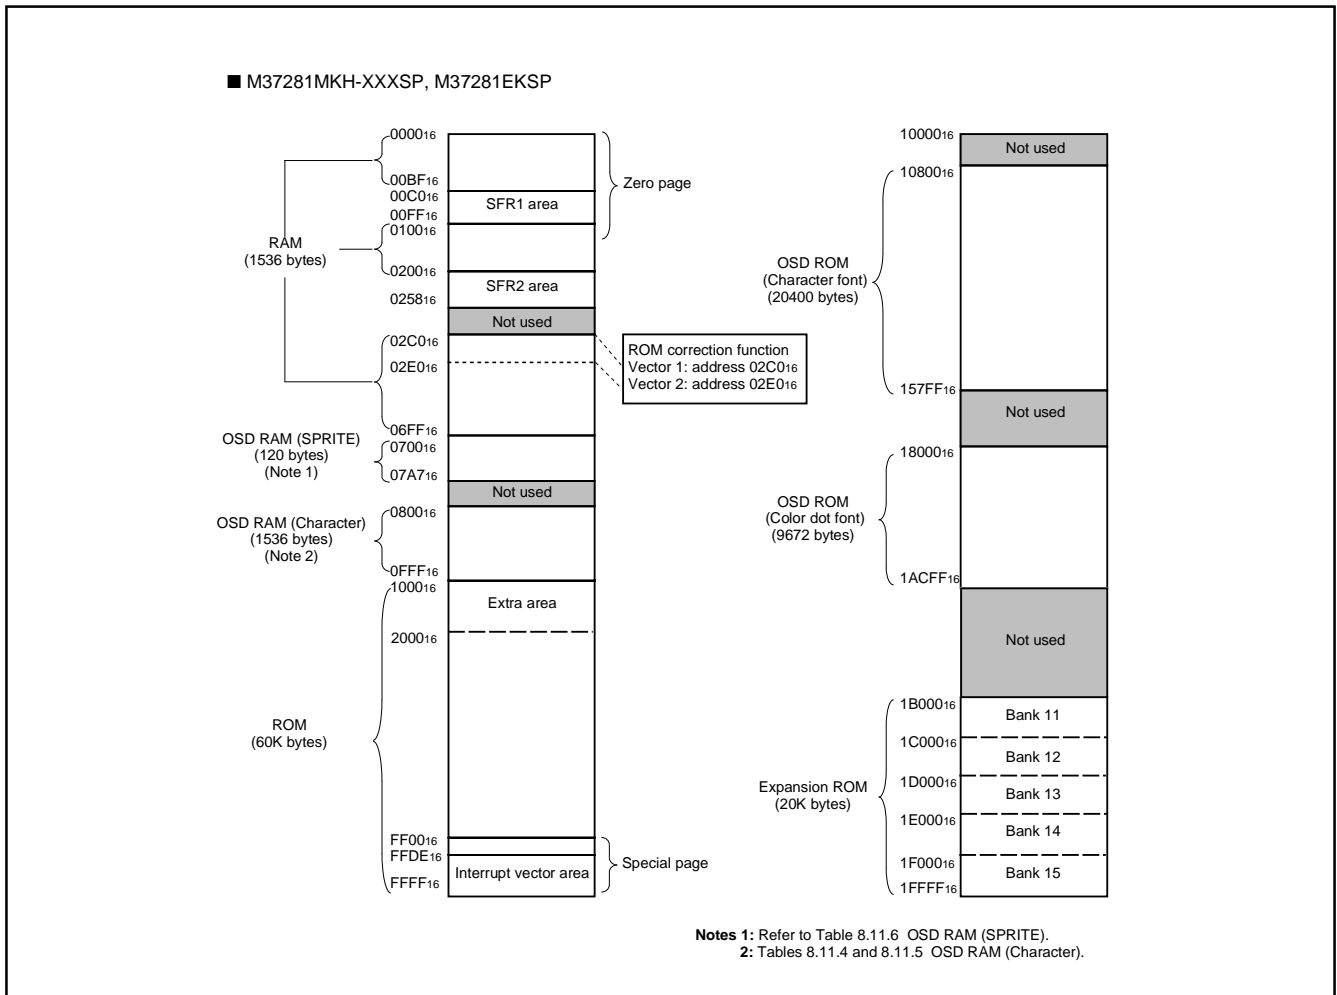 ■ M37281MKH-XXXSP, M37281EKSP
000016
00BF16
00C016
00FF16
010016
020016
025816
02C016
02E016
06FF16
070016
07A716
080016
0FFF16
100016
200016
FF0016
FFDE16
FFFF16
RAM
(1536 bytes)
OSD RAM (SPRITE)
(120 bytes)
(Note 1)
OSD RAM (Character)
(1536 bytes)
(Note 2)
ROM
(60K bytes)
SFR1 area
SFR2 area
Not used
Not used
Extra area
Interrupt vector area
Zero page
ROM correction function
Vector 1: address 02C016
Vector 2: address 02E016
Special page
1000016
1080016
157FF16
1800016
1ACFF16
1B00016
1C00016
1D00016
1E00016
1F00016
1FFFF16
OSD ROM
(Character font)
(20400 bytes)
OSD ROM
(Color dot font)
(9672 bytes)
Expansion ROM
(20K bytes)
Not used
Not used
Not used
Bank 11
Bank 12
Bank 13
Bank 14
Bank 15
Notes 1: Refer to Table 8.11.6 OSD RAM (SPRITE).
2: Tables 8.11.4 and 8.11.5 OSD RAM (Character).